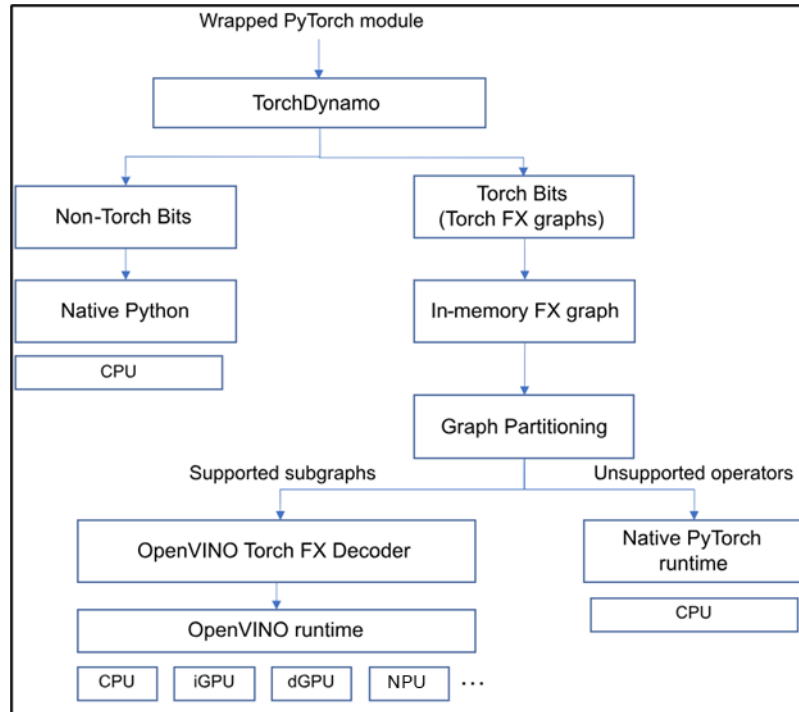 Wrapped PyTorch module
TorchDynamo
Non-Torch Bits
Torch Bits
(Torch FX graphs)
Native Python
In-memory FX graph
CPU
Graph Partitioning
Supported subgraphs
Unsupported operators
OpenVINO Torch FX Decoder
Native PyTorch
runtime
OpenVINO runtime
CPU
CPU
iGPU
dGPU
NPU
...